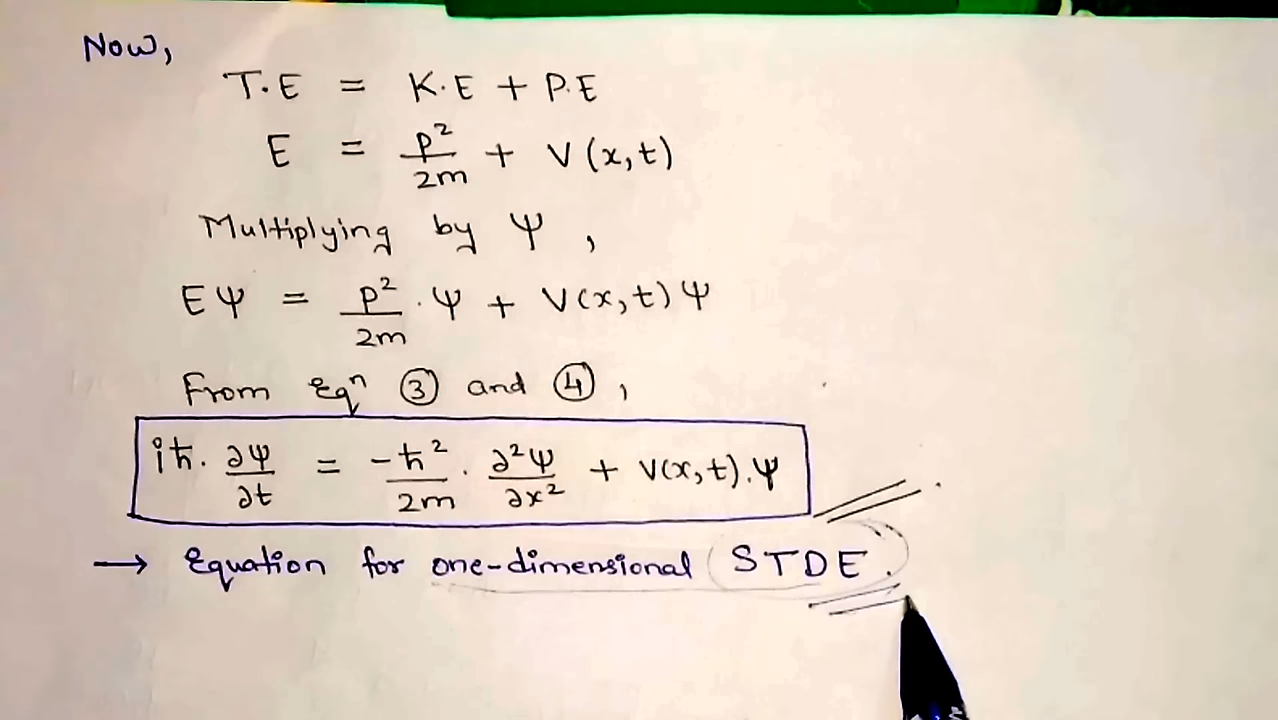 Now,
T.E = K.E + P.E
E = p²/2m + V(x,t)
Multiplying by Ψ,
EΨ = p²/2m . Ψ + V(x,t)Ψ
From Eqⁿ ③ and ④,
iℏ. ∂Ψ/∂t = -ℏ²/2m . ∂²Ψ/∂x² + V(x,t).Ψ
→ Equation for one-dimensional STDE.